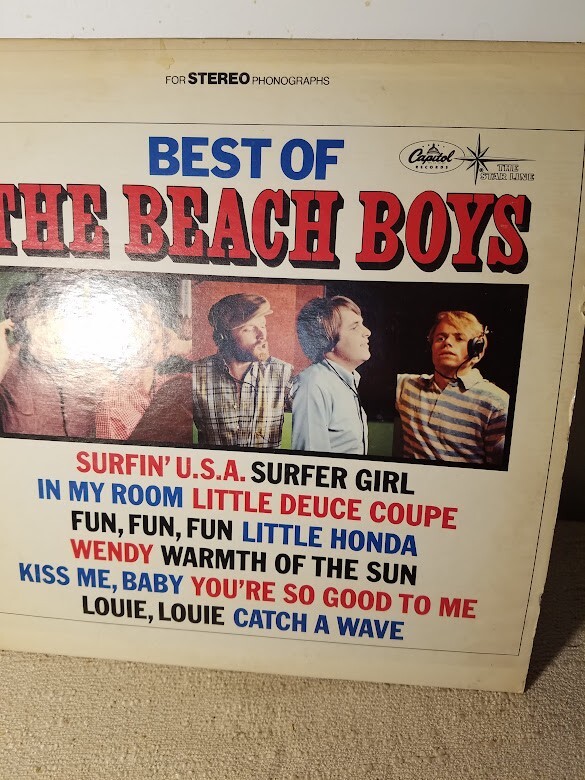 FOR STEREO PHONOGRAPHS
BEST OF
Capitol
RECORDS
THE
STAR LINE
THE BEACH BOYS
SURFIN' U.S.A. SURFER GIRL
IN MY ROOM LITTLE DEUCE COUPE
FUN, FUN, FUN LITTLE HONDA
WENDY WARMTH OF THE SUN
KISS ME, BABY YOU'RE SO GOOD TO ME
LOUIE, LOUIE CATCH A WAVE